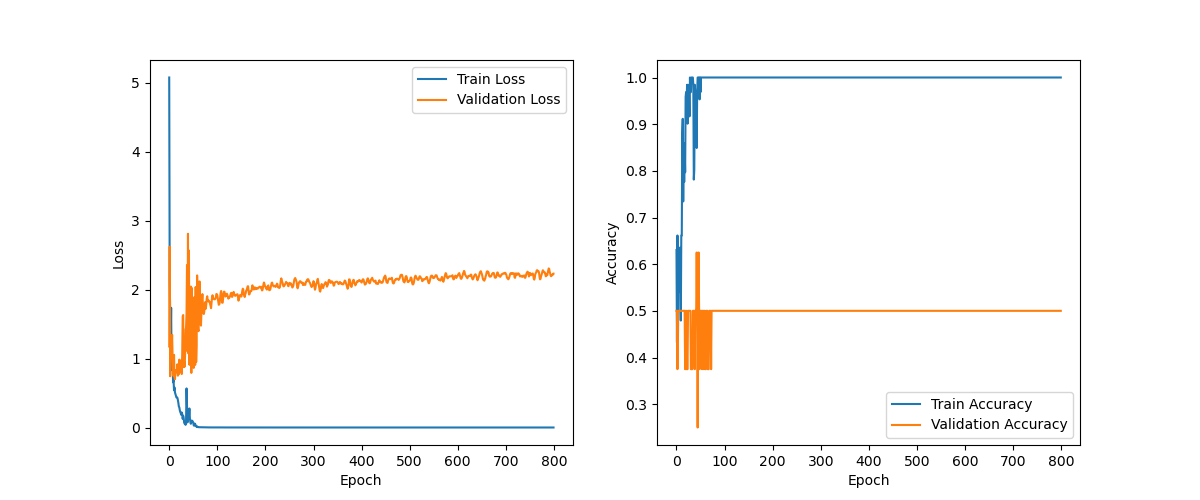 5
4
3
2
1
0
Loss
0 100 200 300 400 500 600 700 800
Epoch
Train Loss
Validation Loss
1.0
0.9
0.8
0.7
0.6
0.5
0.4
0.3
Accuracy
0 100 200 300 400 500 600 700 800
Epoch
Train Accuracy
Validation Accuracy